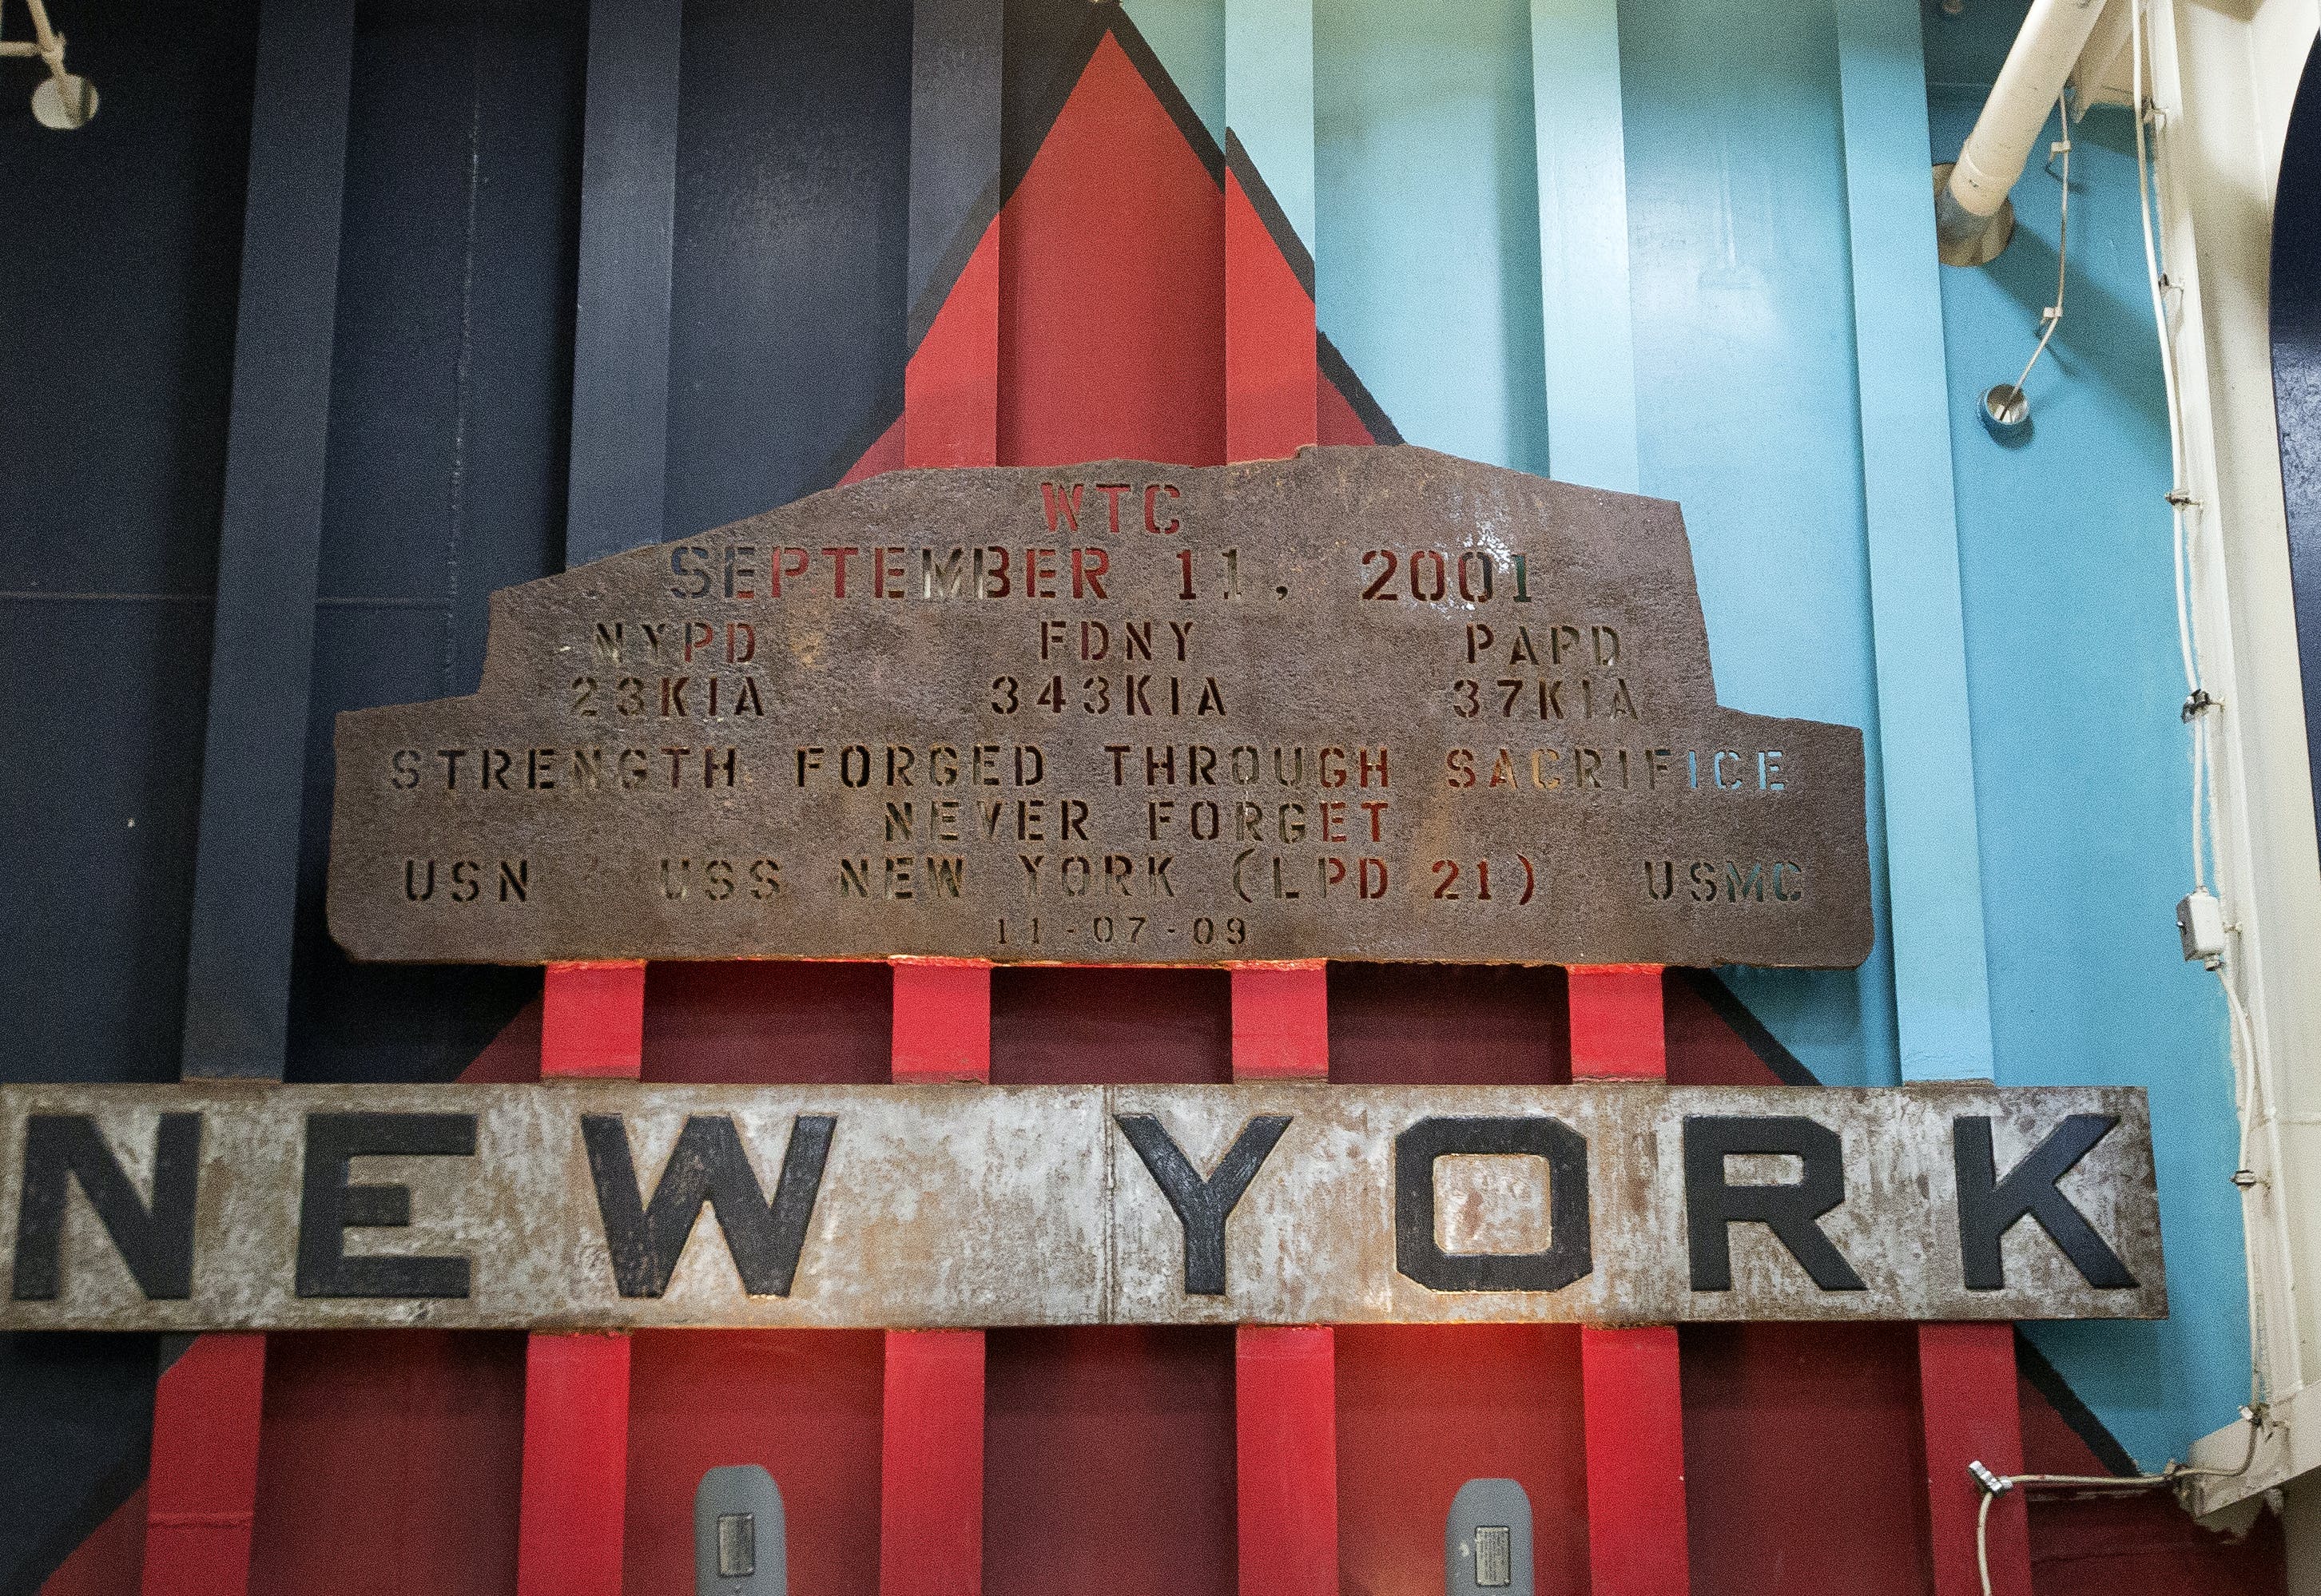 WTC
SEPTEMBER 11, 2001
NYPD FDNY PAPD
23KIA 343KIA 37KIA
STRENGTH FORGED THROUGH SACRIFICE
NEVER FORGET
USN USS NEW YORK (LPD 21) USMC
11-07-09
NEW YORK